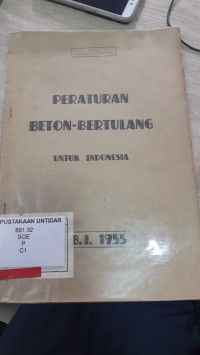 PERATURAN
BETON-BERTULANG
UNTUK INDONESIA
PUSTAKAAN UNTIDAR
691.32
SOE
P
C1
B.I. 1955